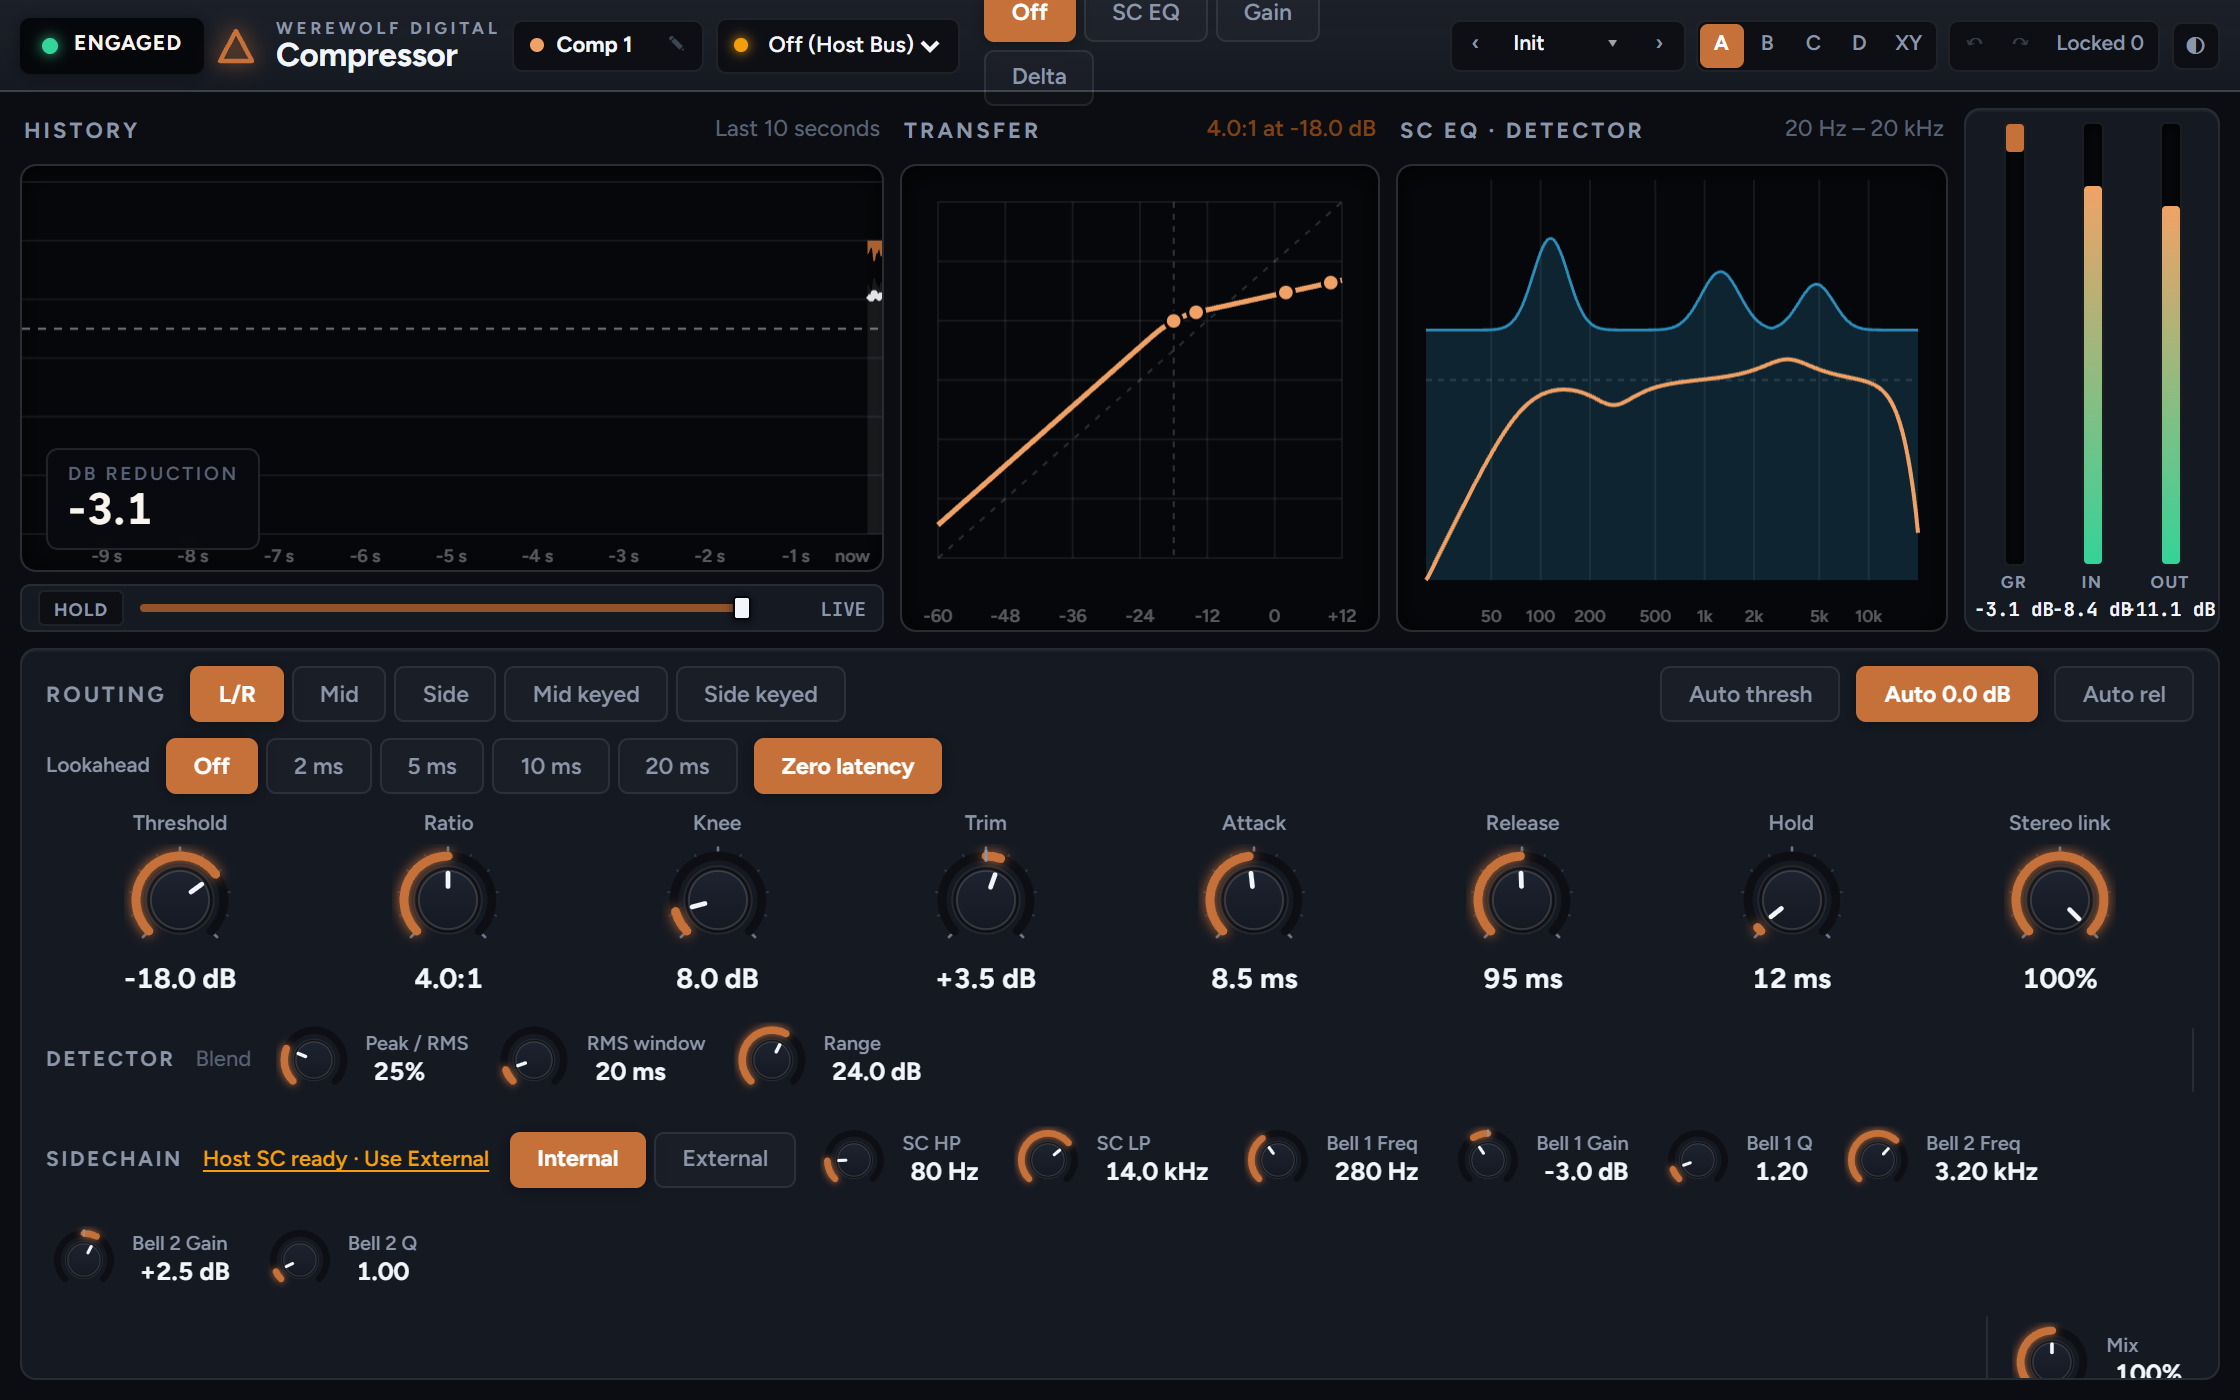 ENGAGED
WEREWOLF DIGITAL
Compressor
Comp 1
Off (Host Bus)
Off
SC EQ
Gain
Delta
‹ Init ▼ ›
A B C D XY
Locked 0
HISTORY
Last 10 seconds
DB REDUCTION
-3.1
-9 s -8 s -7 s -6 s -5 s -4 s -3 s -2 s -1 s now
HOLD
LIVE
TRANSFER
4.0:1 at -18.0 dB
-60 -48 -36 -24 -12 0 +12
SC EQ · DETECTOR
20 Hz – 20 kHz
50 100 200 500 1k 2k 5k 10k
GR IN OUT
-3.1 dB -8.4 dB -11.1 dB
ROUTING L/R Mid Side Mid keyed Side keyed
Auto thresh Auto 0.0 dB Auto rel
Lookahead Off 2 ms 5 ms 10 ms 20 ms Zero latency
Threshold Ratio Knee Trim Attack Release Hold Stereo link
-18.0 dB 4.0:1 8.0 dB +3.5 dB 8.5 ms 95 ms 12 ms 100%
DETECTOR Blend
Peak / RMS
25%
RMS window
20 ms
Range
24.0 dB
SIDECHAIN Host SC ready · Use External Internal External
SC HP
80 Hz
SC LP
14.0 kHz
Bell 1 Freq
280 Hz
Bell 1 Gain
-3.0 dB
Bell 1 Q
1.20
Bell 2 Freq
3.20 kHz
Bell 2 Gain
+2.5 dB
Bell 2 Q
1.00
Mix
100%